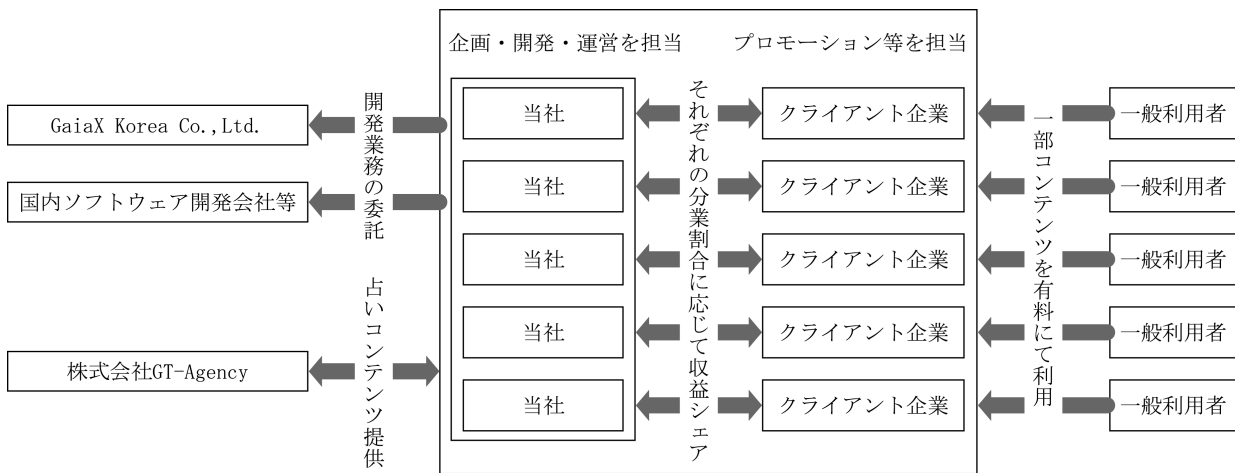 企画・開発・運営を担当
プロモーション等を担当
GaiaX Korea Co.,Ltd.
国内ソフトウェア開発会社等
株式会社GT-Agency
開発業務の委託
占いコンテンツ提供
当社
当社
当社
当社
当社
それぞれの分業割合に応じて収益シェア
クライアント企業
クライアント企業
クライアント企業
クライアント企業
クライアント企業
一部コンテンツを有料にて利用
一般利用者
一般利用者
一般利用者
一般利用者
一般利用者